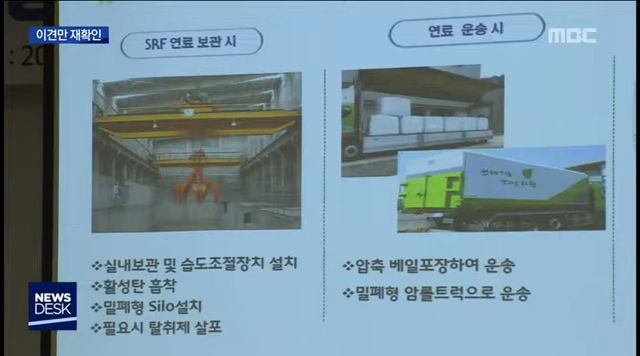 이견만 재확인
MBC
: 20
SRF 연료 보관 시
연료 운송 시
❖실내보관 및 습도조절장치 설치
❖활성탄 흡착
❖밀폐형 Silo설치
❖필요시 탈취제 살포
❖압축 베일포장하여 운송
❖밀폐형 암롤트럭으로 운송
NEWS
DESK